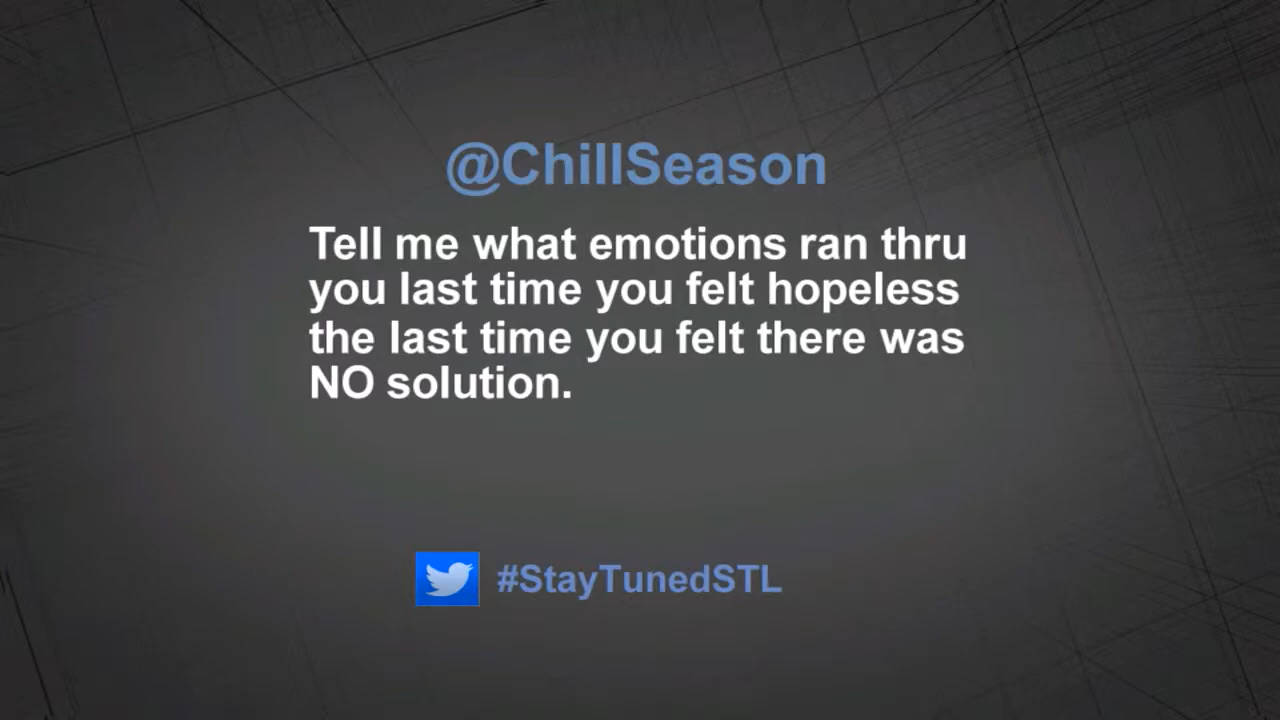 @ChillSeason
Tell me what emotions ran thru
you last time you felt hopeless
the last time you felt there was
NO solution.
#StayTunedSTL